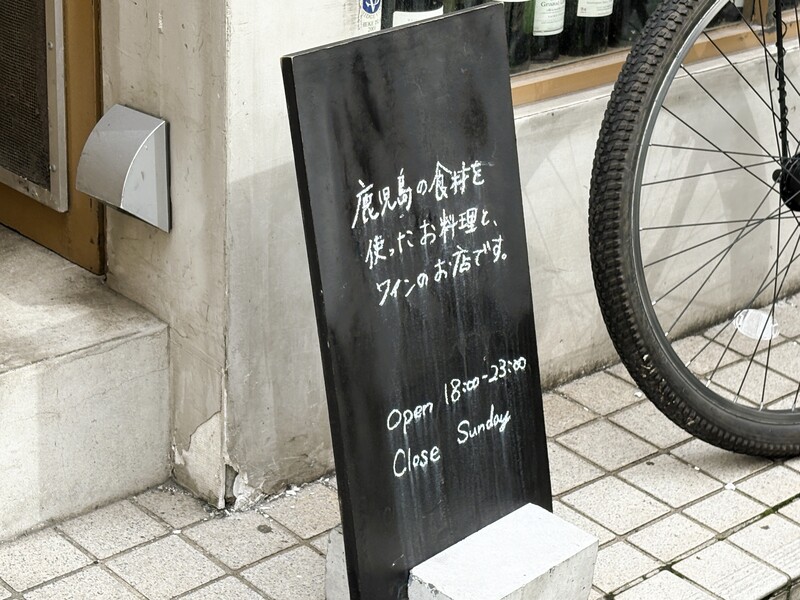 鹿児島の食料を
使ったお料理と、
ワインのお店です。
Open 18:00-23:00
Close Sunday